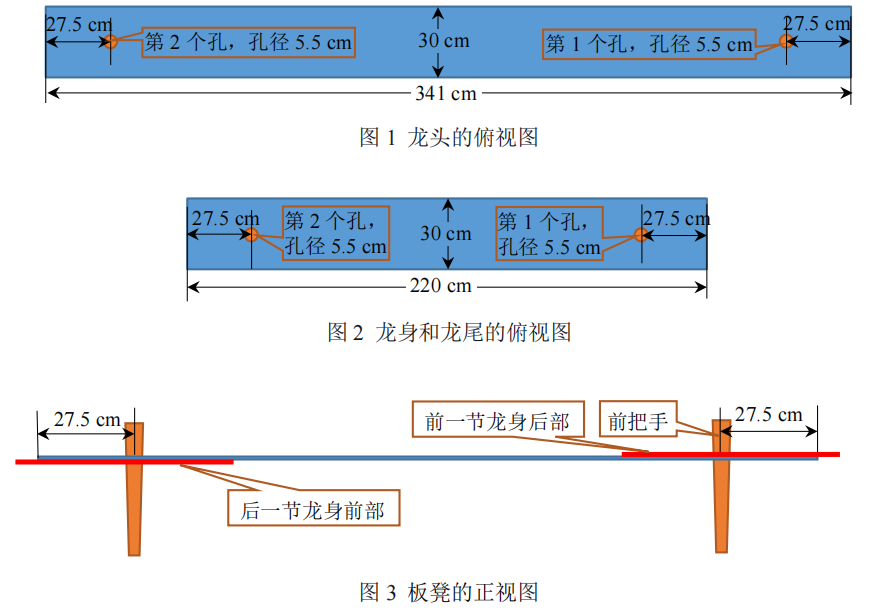 27.5 cm
第 2 个孔，孔径 5.5 cm
30 cm
第 1 个孔，孔径 5.5 cm
27.5 cm
341 cm
图 1 龙头的俯视图
27.5 cm
第 2 个孔，
孔径 5.5 cm
30 cm
第 1 个孔，
孔径 5.5 cm
27.5 cm
220 cm
图 2 龙身和龙尾的俯视图
27.5 cm
前一节龙身后部
前把手
27.5 cm
后一节龙身前部
图 3 板凳的正视图